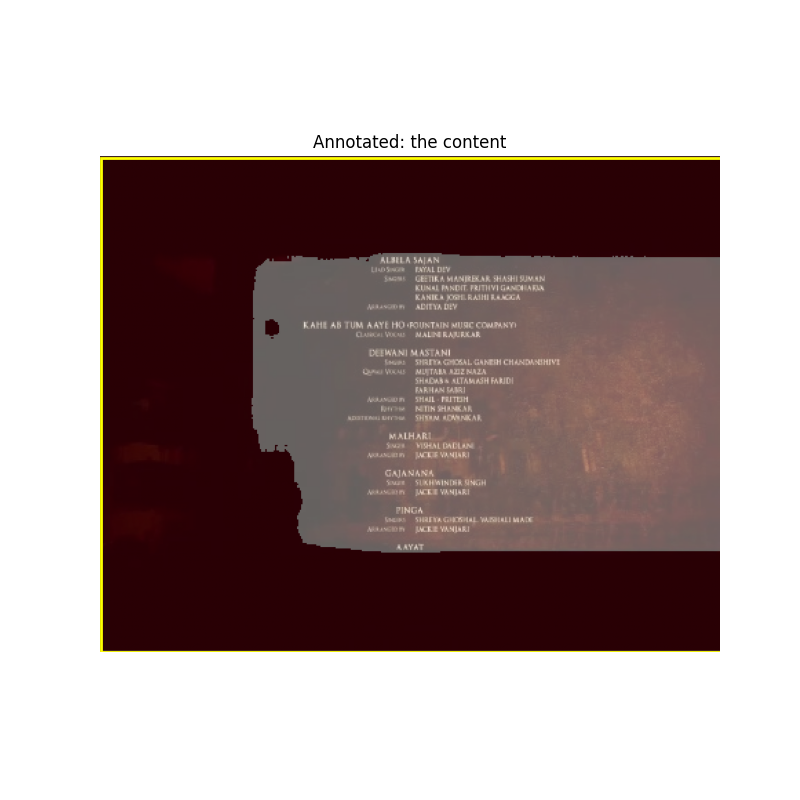 Annotated: the content
ALBELA SAJAN
LEAD SINGER PAYAL DEV
SINGERS GEETIKA MANJREKAR, SHASHI SUMAN
KUNAL PANDIT, PRITHVI GANDHARVA
KANIKA JOSHI, RASHI RAAGGA
ARRANGED BY ADITYA DEV
KAHE AB TUM AAYE HO (FOUNTAIN MUSIC COMPANY)
CLASSICAL VOCALS MALINI RAJURKAR
DEEWANI MASTANI
SINGERS SHREYA GHOSAL, GANESH CHANDANSHIVE
QAWALI VOCALS MUJTABA AZIZ NAZA
SHADAB & ALTAMASH FARIDI
FARHAN SABRI
ARRANGED BY SHAIL - PRITESH
RHYTHM NITIN SHANKAR
ADDITIONAL RHYTHM SHYAM ADVANKAR
MALHARI
SINGER VISHAL DADLANI
ARRANGED BY JACKIE VANJARI
GAJANANA
SINGER SUKHWINDER SINGH
ARRANGED BY JACKIE VANJARI
PINGA
SINGERS SHREYA GHOSHAL, VAISHALI MADE
ARRANGED BY JACKIE VANJARI
AAYAT